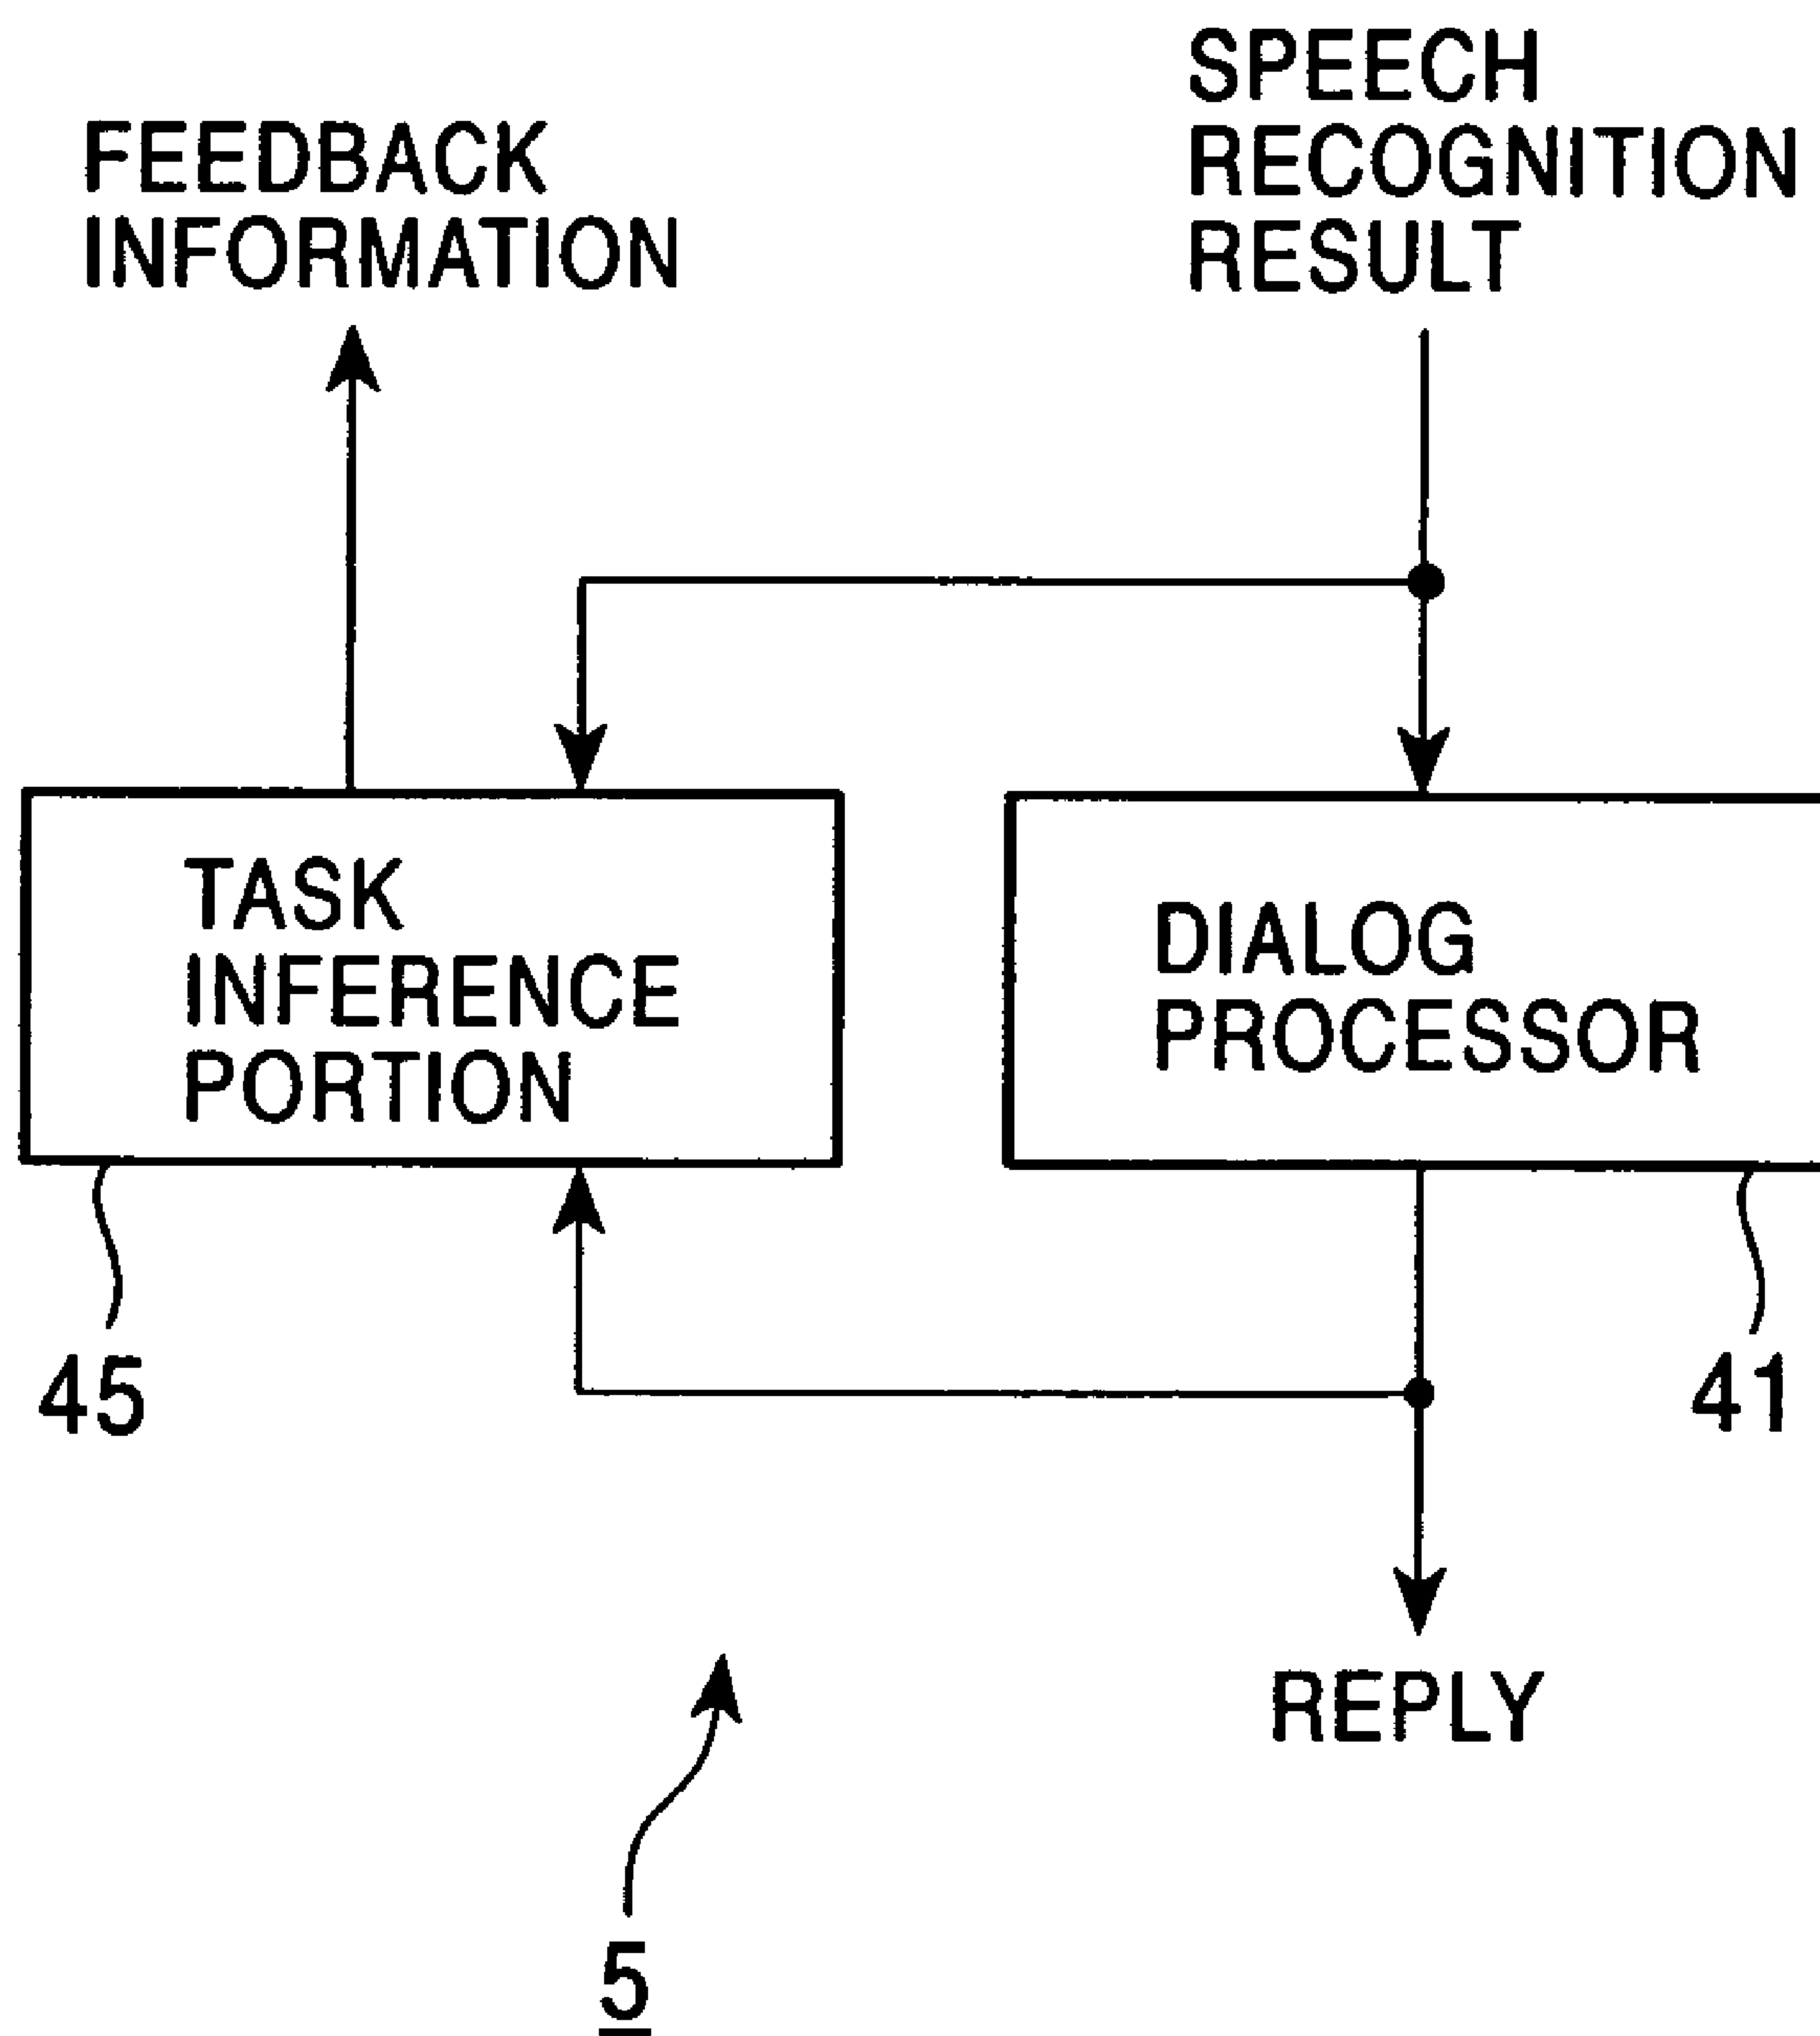 FEEDBACK
INFORMATION
SPEECH
RECOGNITION
RESULT
TASK
INFERENCE
PORTION
DIALOG
PROCESSOR
45
41
REPLY
5